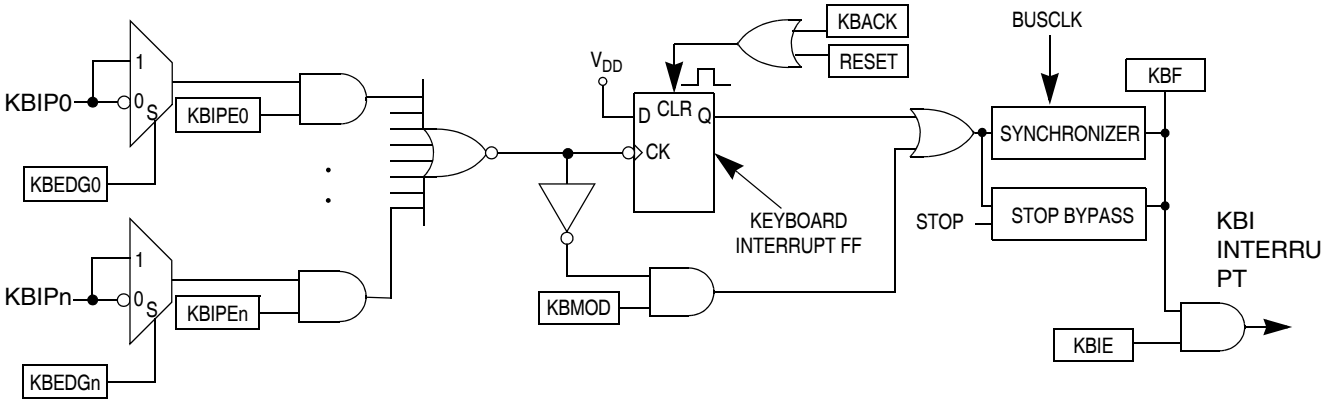 KBACK
RESET
BUSCLK
VDD
KBF
1
KBIP0
0
S
KBIPE0
D CLR Q
CK
SYNCHRONIZER
KBEDG0
STOP BYPASS
STOP
KEYBOARD
INTERRUPT FF
KBI
INTERRU
PT
1
KBIPn
0
S
KBIPEn
KBMOD
KBIE
KBEDGn